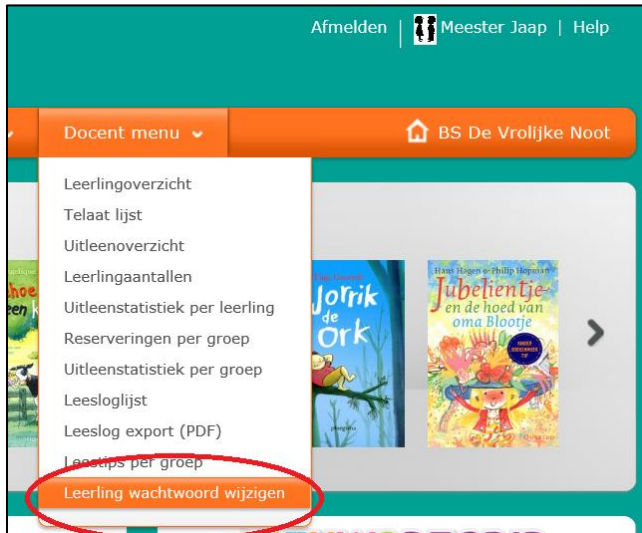 Afmelden | Meester Jaap | Help
Docent menu
BS De Vrolijke Noot
Leerlingoverzicht
Telaat lijst
Uitleenoverzicht
Leerlingaantallen
Uitleenstatistiek per leerling
Reserveringen per groep
Uitleenstatistiek per groep
Leesloglijst
Leeslog export (PDF)
Leestips per groep
Leerling wachtwoord wijzigen
Jorrik
de
Ork
Hans Hagen & Philip Hopman
Jubelientje
en de hoed van
oma Blootje